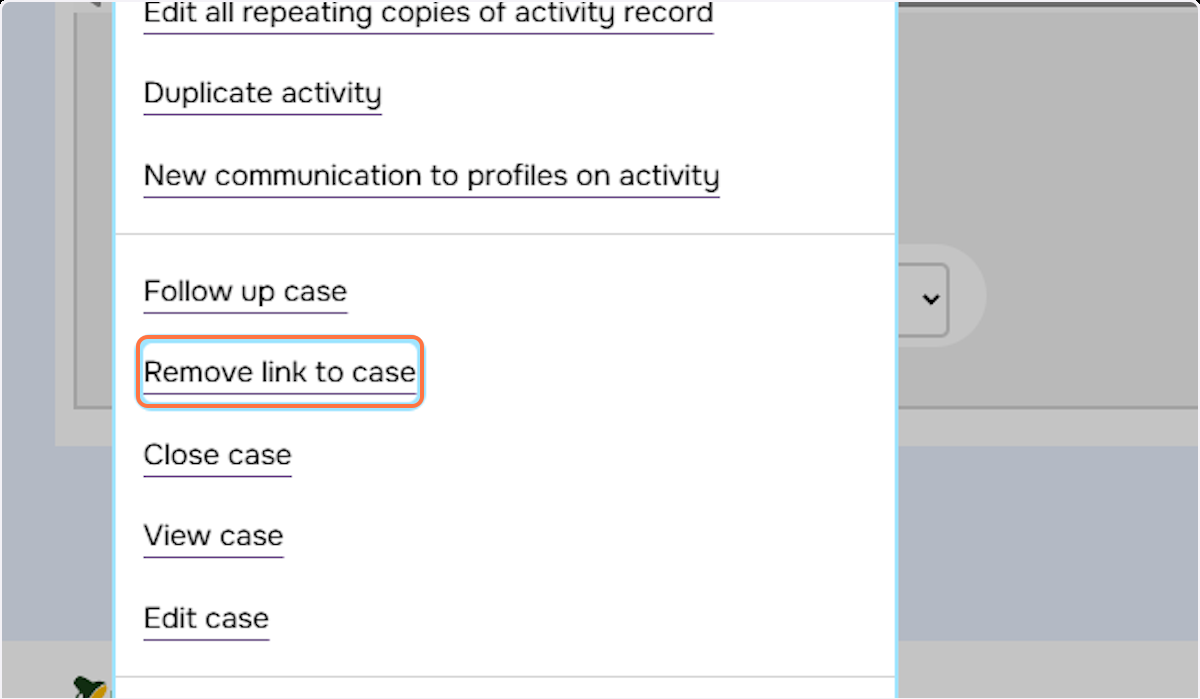 Edit all repeating copies of activity record
Duplicate activity
New communication to profiles on activity
Follow up case
Remove link to case
Close case
View case
Edit case